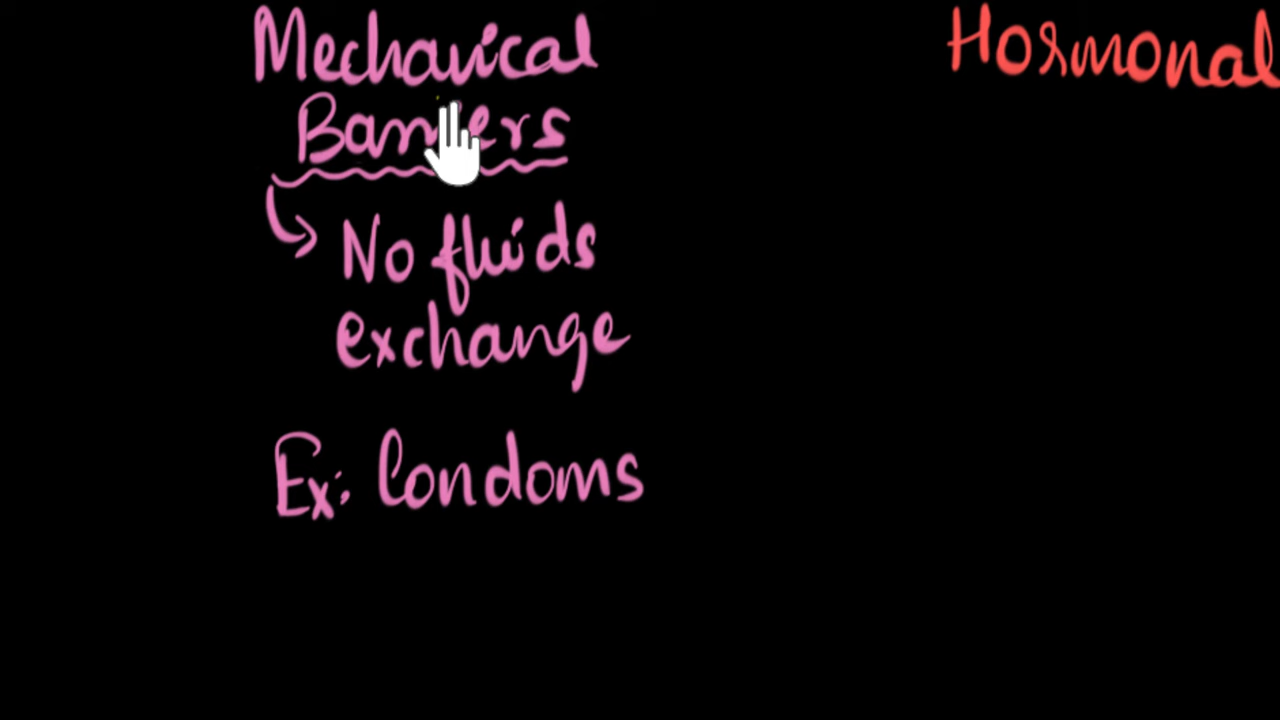 Mechanical
Barriers
No fluids
exchange
Ex: Condoms
Hormonal